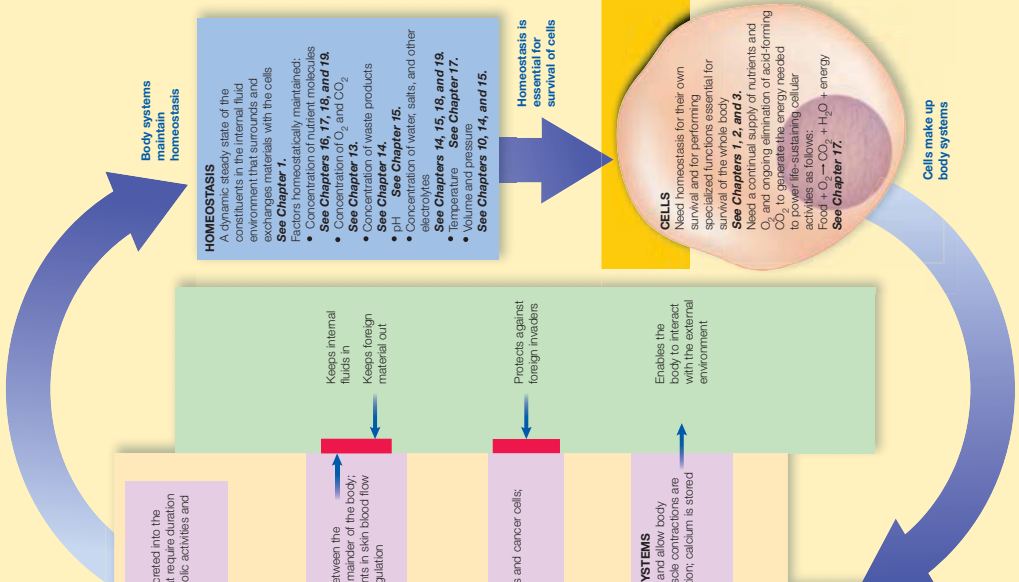 creted into the
at require duration
olic activities and
etween the
mainder of the body;
nts in skin blood flow
gulation
s and cancer cells;
YSTEMS
and allow body
scle contractions are
tion; calcium is stored
Keeps internal
fluids in
Keeps foreign
material out
Protects against
foreign invaders
Enables the
body to interact
with the external
environment
Body systems
maintain
homeostasis
HOMEOSTASIS
A dynamic steady state of the
constituents in the internal fluid
environment that surrounds and
exchanges materials with the cells
See Chapter 1.
Factors homeostatically maintained:
• Concentration of nutrient molecules
See Chapters 16, 17, 18, and 19.
• Concentration of O2 and CO2
See Chapter 13.
• Concentration of waste products
See Chapter 14.
• pH See Chapter 15.
• Concentration of water, salts, and other
electrolytes
See Chapters 14, 15, 18, and 19.
• Temperature See Chapter 17.
• Volume and pressure
See Chapters 10, 14, and 15.
Homeostasis is
essential for
survival of cells
CELLS
Need homeostasis for their own
survival and for performing
specialized functions essential for
survival of the whole body
See Chapters 1, 2, and 3.
Need a continual supply of nutrients and
O2 and ongoing elimination of acid-forming
CO2 to generate the energy needed
to power life-sustaining cellular
activities as follows:
Food + O2 → CO2 + H2O + energy
See Chapter 17.
Cells make up
body systems